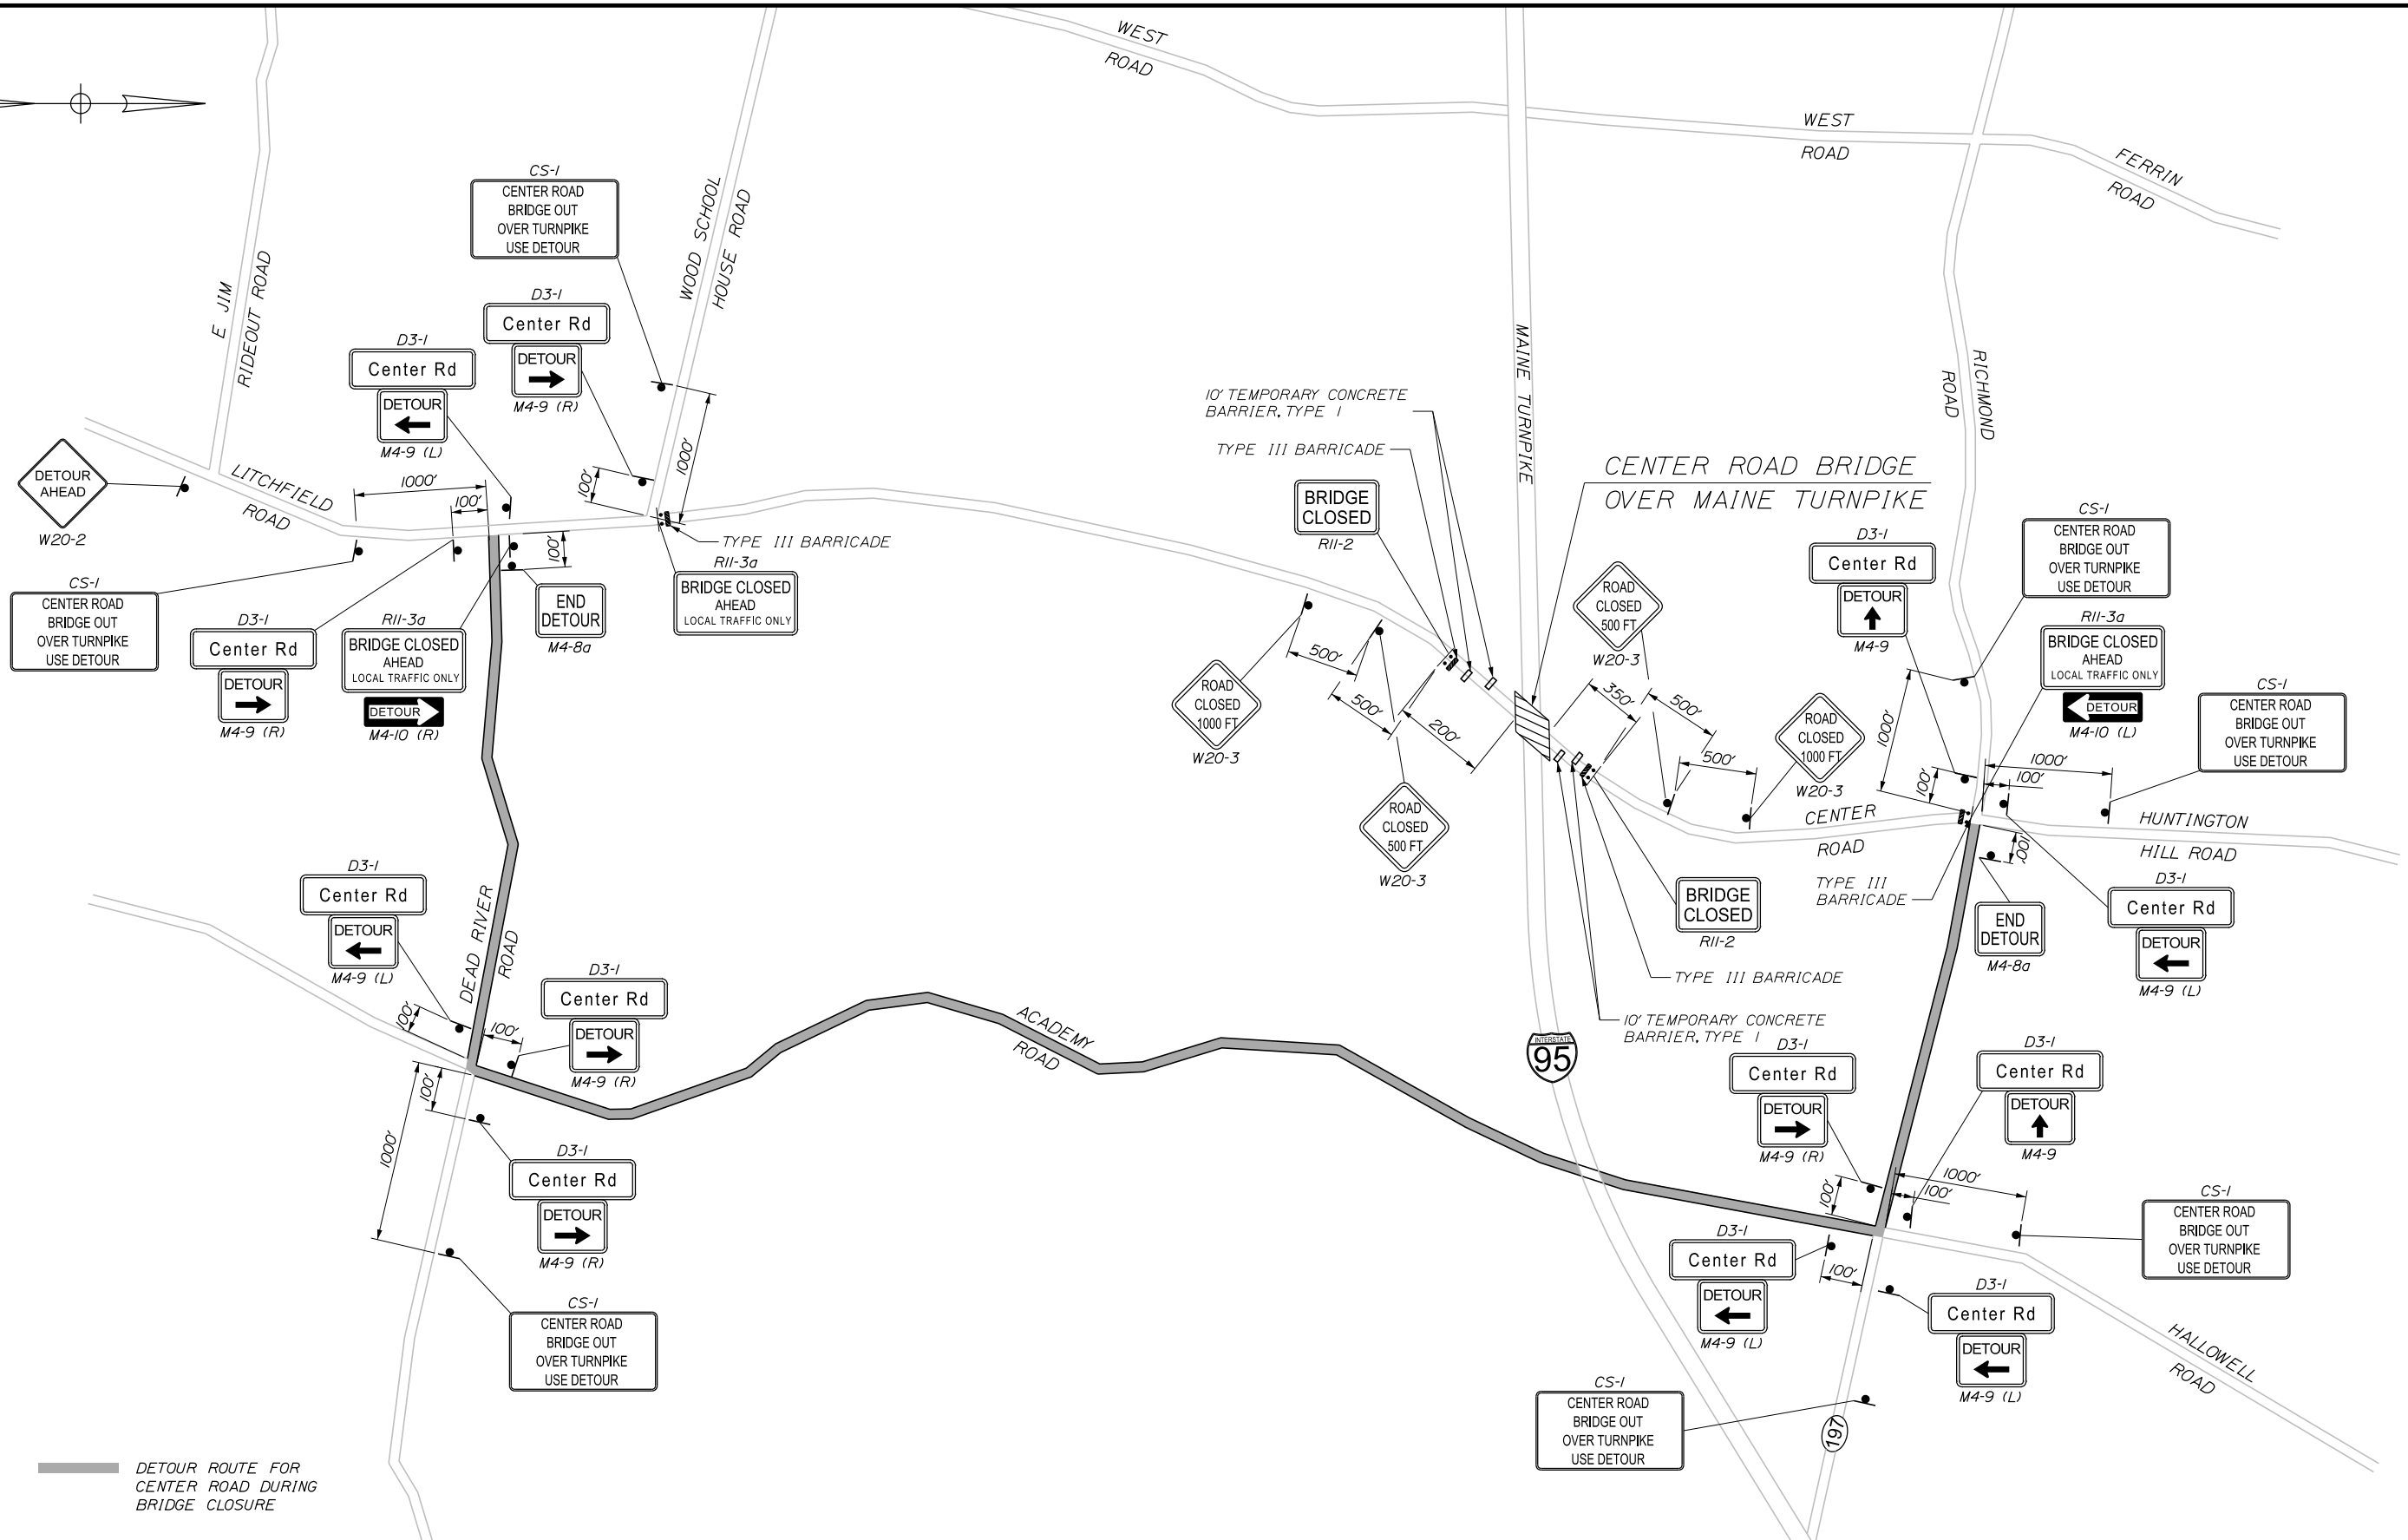 WEST
ROAD
WEST
ROAD
FERRIN
ROAD
E JIM
RIDEOUT ROAD
WOOD SCHOOL
HOUSE ROAD
MAINE TURNPIKE
RICHMOND
ROAD
CS-1
CENTER ROAD
BRIDGE OUT
OVER TURNPIKE
USE DETOUR
D3-1
Center Rd
DETOUR
M4-9 (R)
D3-1
Center Rd
DETOUR
M4-9 (L)
DETOUR
AHEAD
W20-2
LITCHFIELD
ROAD
1000'
100'
100'
1000'
100'
TYPE III BARRICADE
CS-1
CENTER ROAD
BRIDGE OUT
OVER TURNPIKE
USE DETOUR
D3-1
Center Rd
DETOUR
M4-9 (R)
R11-3a
BRIDGE CLOSED
AHEAD
LOCAL TRAFFIC ONLY
DETOUR
M4-10 (R)
END
DETOUR
M4-8a
R11-3a
BRIDGE CLOSED
AHEAD
LOCAL TRAFFIC ONLY
10' TEMPORARY CONCRETE
BARRIER, TYPE 1
TYPE III BARRICADE
BRIDGE
CLOSED
R11-2
CENTER ROAD BRIDGE
OVER MAINE TURNPIKE
ROAD
CLOSED
500 FT
W20-3
500'
500'
200'
350'
500'
500'
ROAD
CLOSED
1000 FT
W20-3
ROAD
CLOSED
500 FT
W20-3
ROAD
CLOSED
1000 FT
W20-3
D3-1
Center Rd
DETOUR
M4-9
CS-1
CENTER ROAD
BRIDGE OUT
OVER TURNPIKE
USE DETOUR
R11-3a
BRIDGE CLOSED
AHEAD
LOCAL TRAFFIC ONLY
DETOUR
M4-10 (L)
CS-1
CENTER ROAD
BRIDGE OUT
OVER TURNPIKE
USE DETOUR
1000'
100'
1000'
100'
100'
CENTER
ROAD
HUNTINGTON
HILL ROAD
TYPE III
BARRICADE
BRIDGE
CLOSED
R11-2
TYPE III BARRICADE
10' TEMPORARY CONCRETE
BARRIER, TYPE 1
END
DETOUR
M4-8a
D3-1
Center Rd
DETOUR
M4-9 (L)
D3-1
Center Rd
DETOUR
M4-9 (L)
DEAD RIVER
ROAD
D3-1
Center Rd
DETOUR
M4-9 (R)
100'
100'
100'
1000'
ACADEMY
ROAD
D3-1
Center Rd
DETOUR
M4-9 (R)
CS-1
CENTER ROAD
BRIDGE OUT
OVER TURNPIKE
USE DETOUR
INTERSTATE
95
D3-1
Center Rd
DETOUR
M4-9 (R)
D3-1
Center Rd
DETOUR
M4-9
100'
1000'
100'
CS-1
CENTER ROAD
BRIDGE OUT
OVER TURNPIKE
USE DETOUR
D3-1
Center Rd
DETOUR
M4-9 (L)
100'
D3-1
Center Rd
DETOUR
M4-9 (L)
HALLOWELL
ROAD
CS-1
CENTER ROAD
BRIDGE OUT
OVER TURNPIKE
USE DETOUR
197
DETOUR ROUTE FOR
CENTER ROAD DURING
BRIDGE CLOSURE